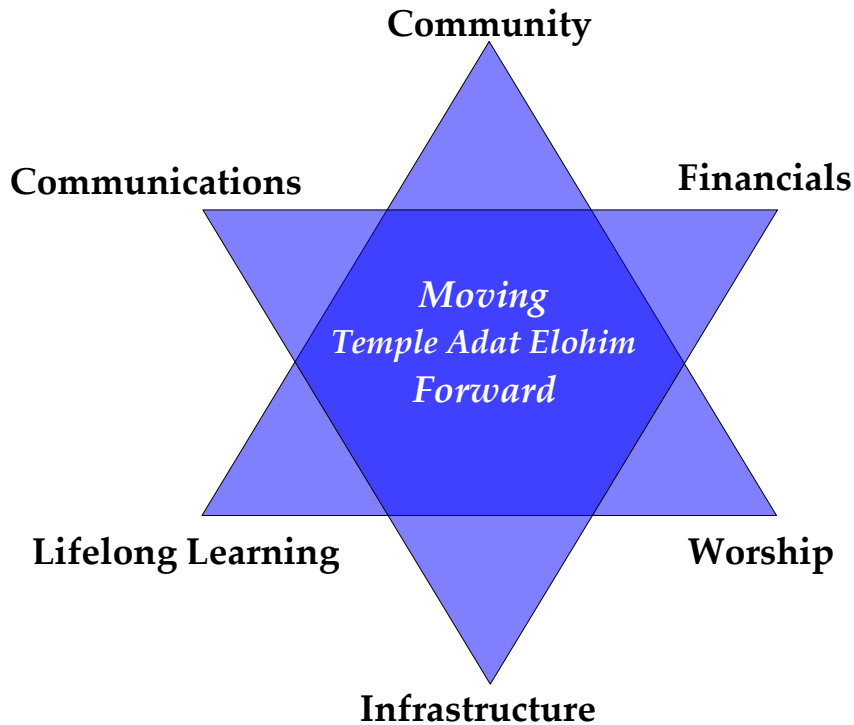 Community
Communications
Financials
Moving
Temple Adat Elohim
Forward
Lifelong Learning
Worship
Infrastructure